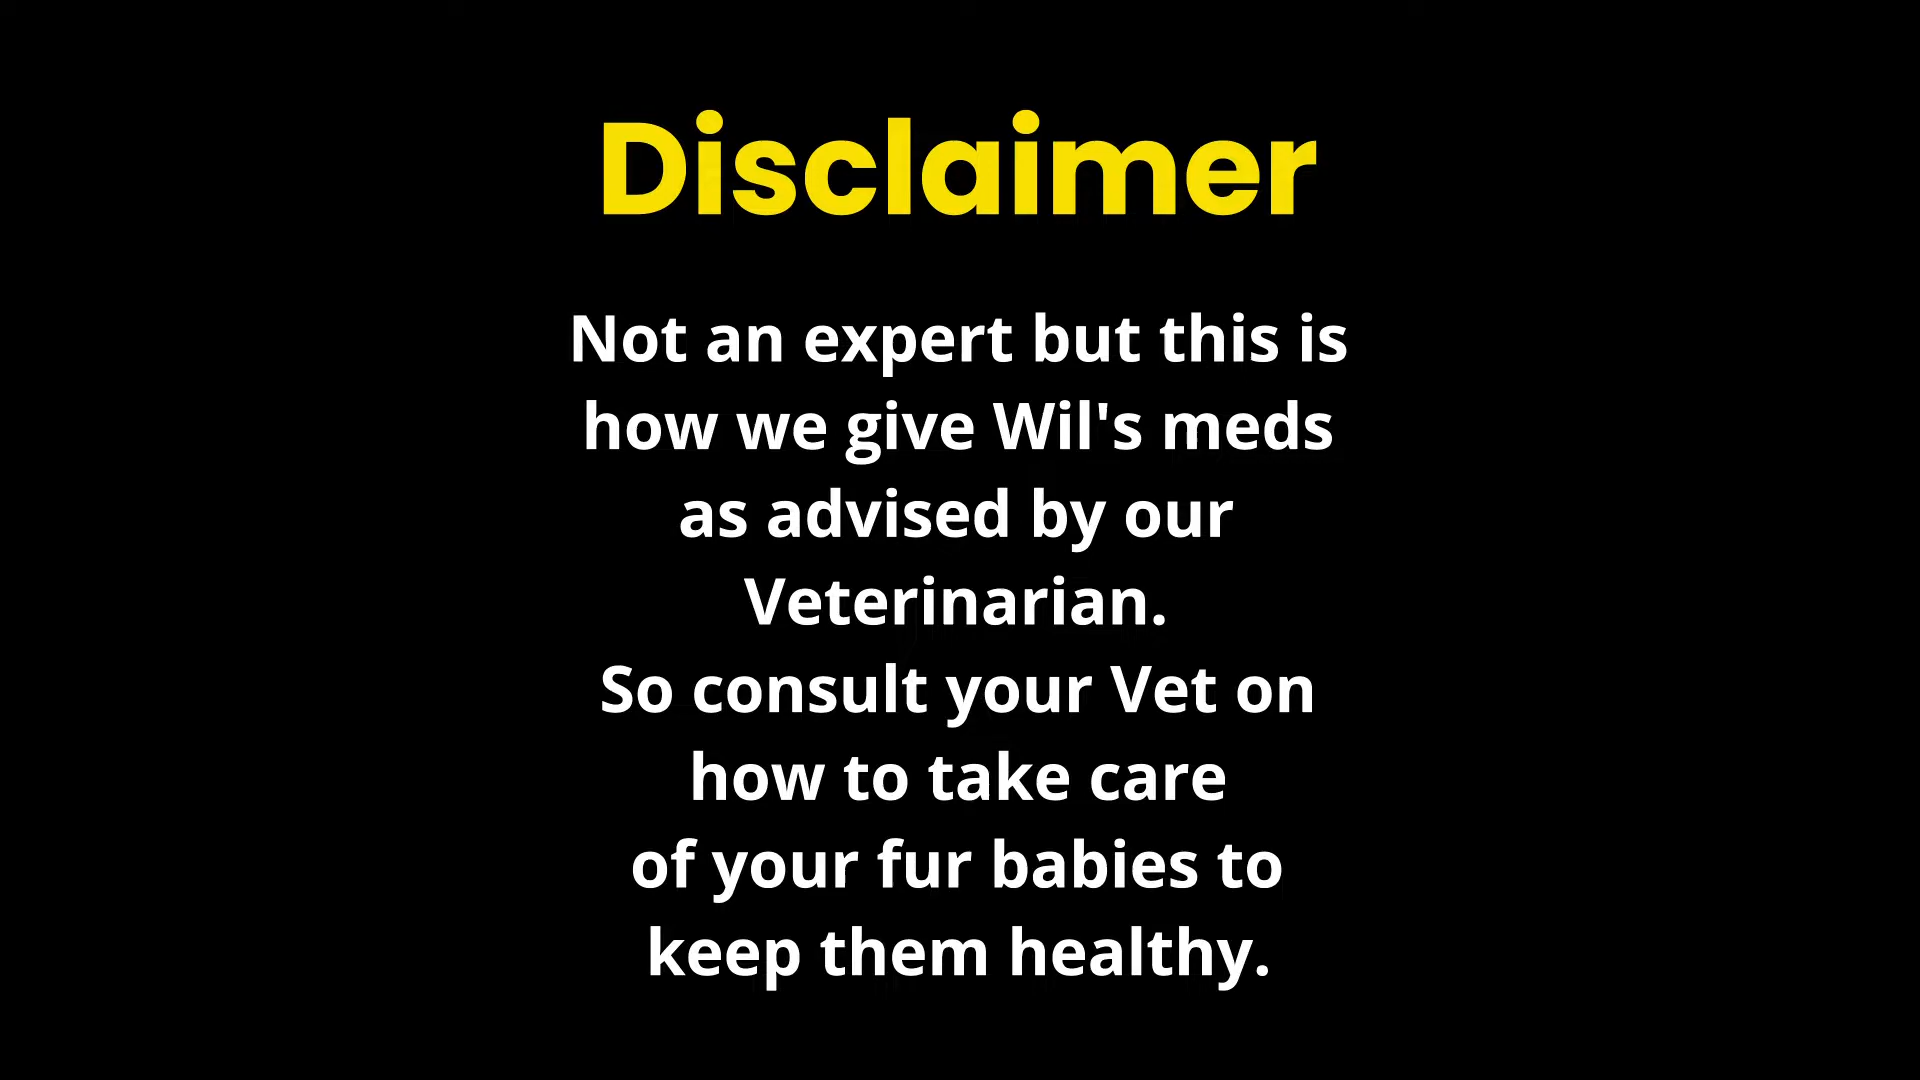 Disclaimer
Not an expert but this is
how we give Wil's meds
as advised by our
Veterinarian.
So consult your Vet on
how to take care
of your fur babies to
keep them healthy.